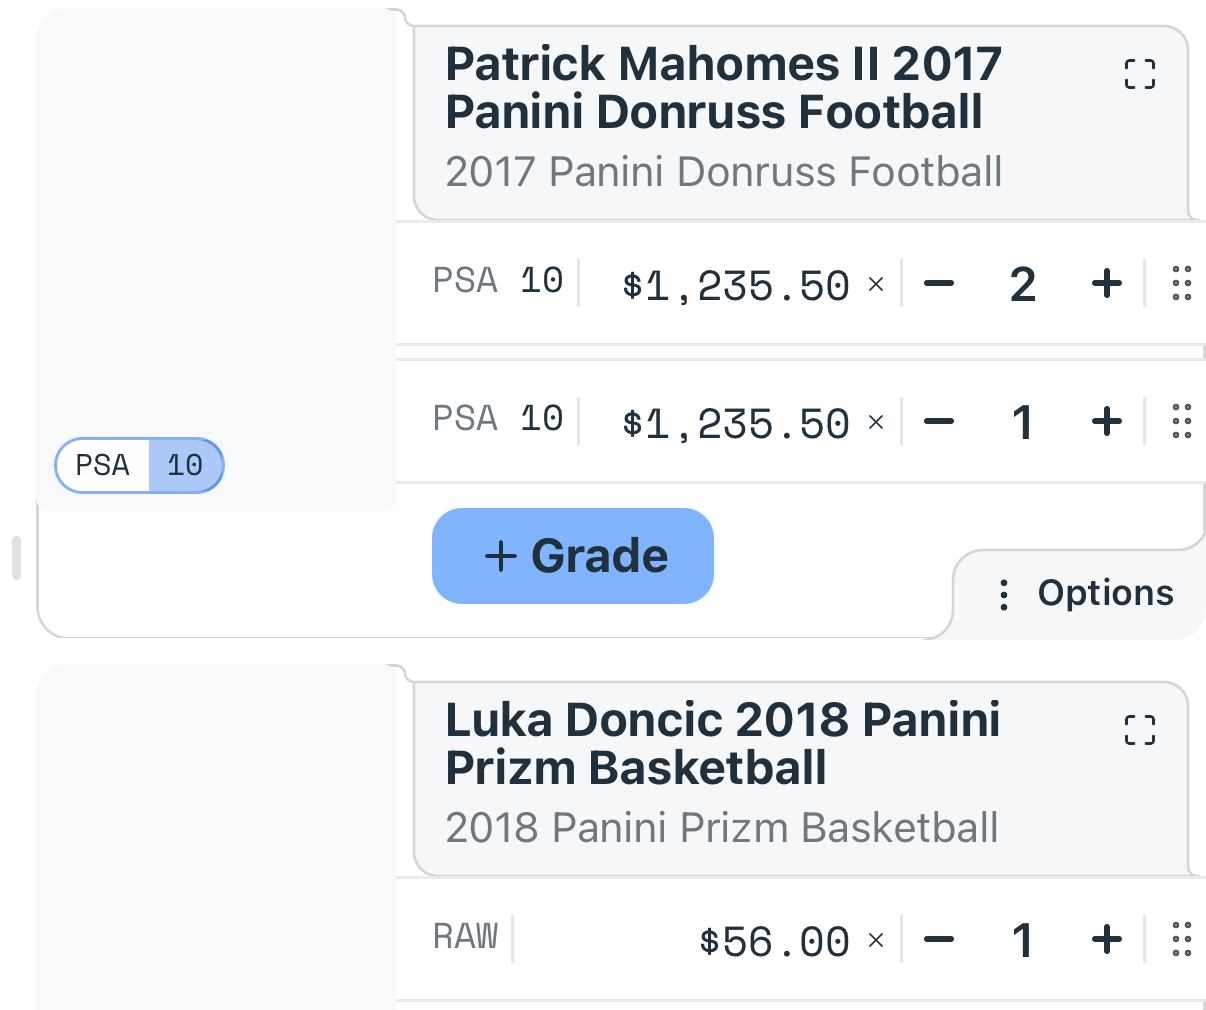 Patrick Mahomes II 2017
Panini Donruss Football
2017 Panini Donruss Football
PSA 10 $1,235.50 × − 2 +
PSA 10 $1,235.50 × − 1 +
PSA 10
+ Grade
Options
Luka Doncic 2018 Panini
Prizm Basketball
2018 Panini Prizm Basketball
RAW $56.00 × − 1 +